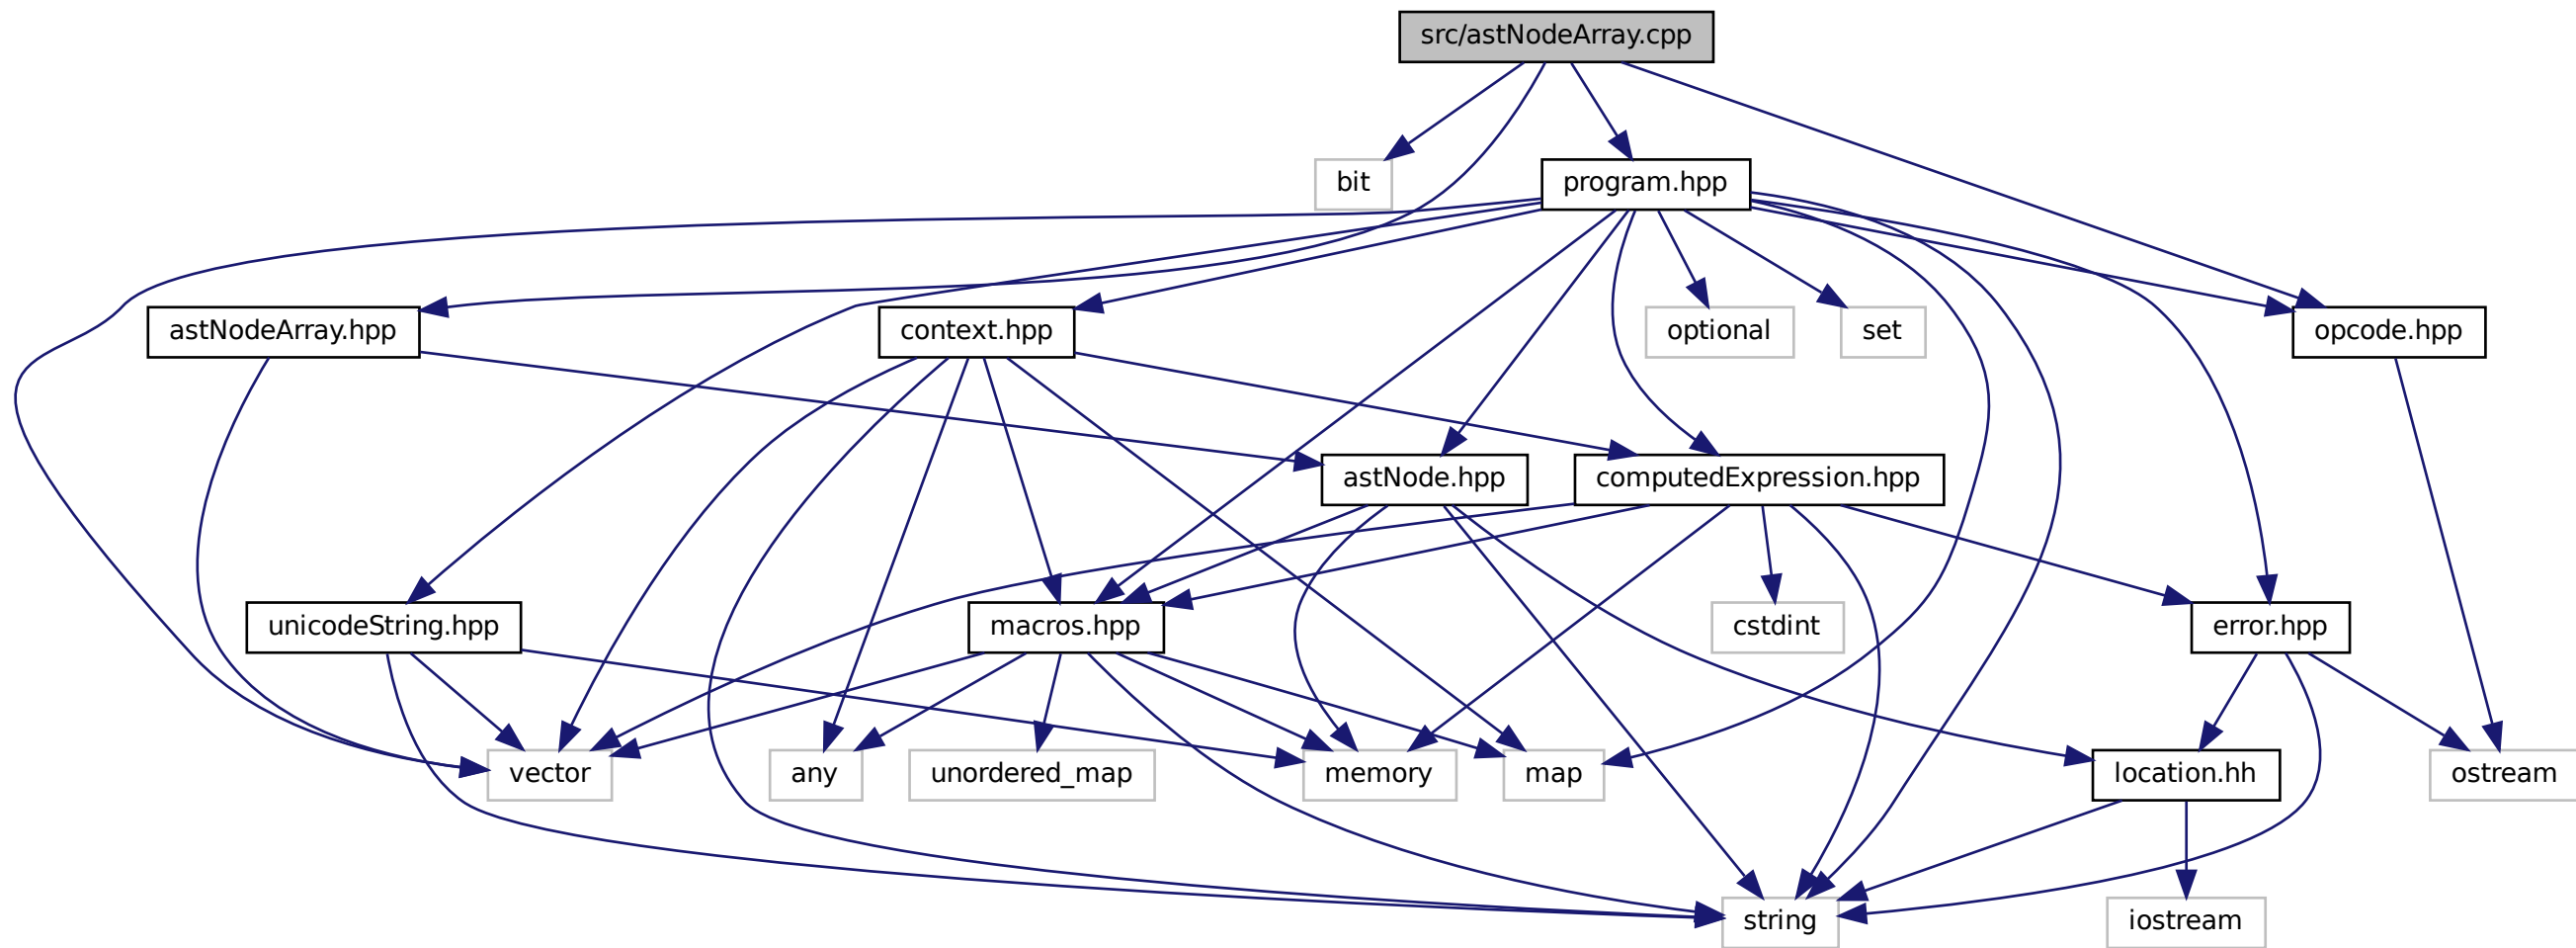 src/astNodeArray.cpp
bit
program.hpp
astNodeArray.hpp
context.hpp
optional
set
opcode.hpp
astNode.hpp
computedExpression.hpp
unicodeString.hpp
macros.hpp
cstdint
error.hpp
vector
any
unordered_map
memory
map
location.hh
ostream
string
iostream